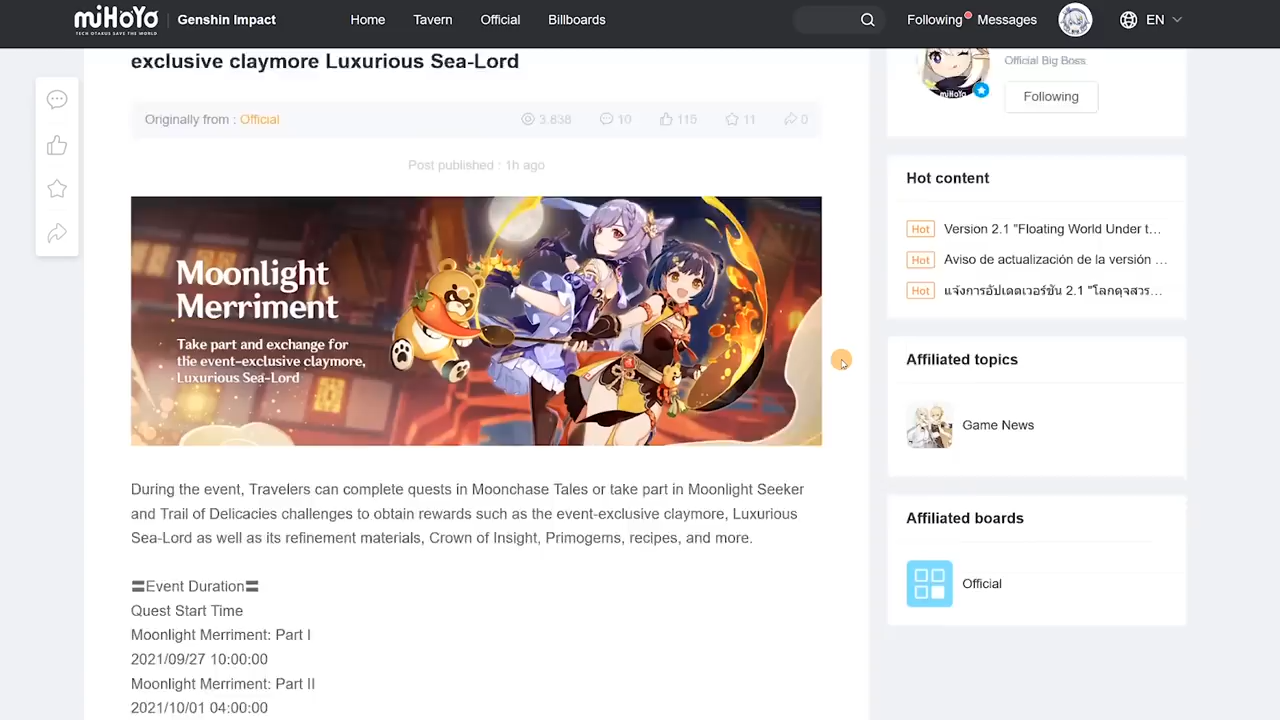 miHoYo
TECH OTAKUS SAVE THE WORLD
Genshin Impact
Home
Tavern
Official
Billboards
Following
Messages
EN
exclusive claymore Luxurious Sea-Lord
Originally from : Official
3,838
10
115
11
0
Post published : 1h ago
Moonlight
Merriment
Take part and exchange for
the event-exclusive claymore,
Luxurious Sea-Lord
During the event, Travelers can complete quests in Moonchase Tales or take part in Moonlight Seeker
and Trail of Delicacies challenges to obtain rewards such as the event-exclusive claymore, Luxurious
Sea-Lord as well as its refinement materials, Crown of Insight, Primogems, recipes, and more.
〓Event Duration〓
Quest Start Time
Moonlight Merriment: Part I
2021/09/27 10:00:00
Moonlight Merriment: Part II
2021/10/01 04:00:00
miHoYo
Official Big Boss
Following
Hot content
Hot Version 2.1 "Floating World Under t...
Hot Aviso de actualización de la versión ...
Hot แจ้งการอัปเดตเวอร์ชัน 2.1 "โลกดุจสวร...
Affiliated topics
Game News
Affiliated boards
Official